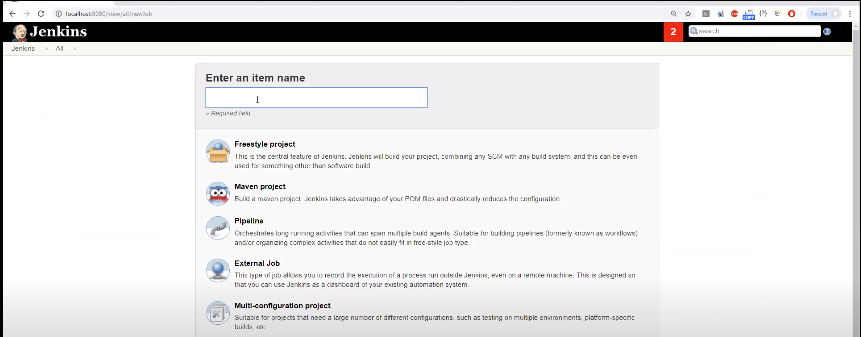 localhost:8080/view/all/newJob
COPY
Paused
Jenkins
2
search
Jenkins
All
Enter an item name
» Required field
Freestyle project
This is the central feature of Jenkins. Jenkins will build your project, combining any SCM with any build system, and this can be even
used for something other than software build.
Maven project
Build a maven project. Jenkins takes advantage of your POM files and drastically reduces the configuration.
Pipeline
Orchestrates long-running activities that can span multiple build agents. Suitable for building pipelines (formerly known as workflows)
and/or organizing complex activities that do not easily fit in free-style job type.
External Job
This type of job allows you to record the execution of a process run outside Jenkins, even on a remote machine. This is designed so
that you can use Jenkins as a dashboard of your existing automation system.
Multi-configuration project
Suitable for projects that need a large number of different configurations, such as testing on multiple environments, platform-specific
builds, etc.